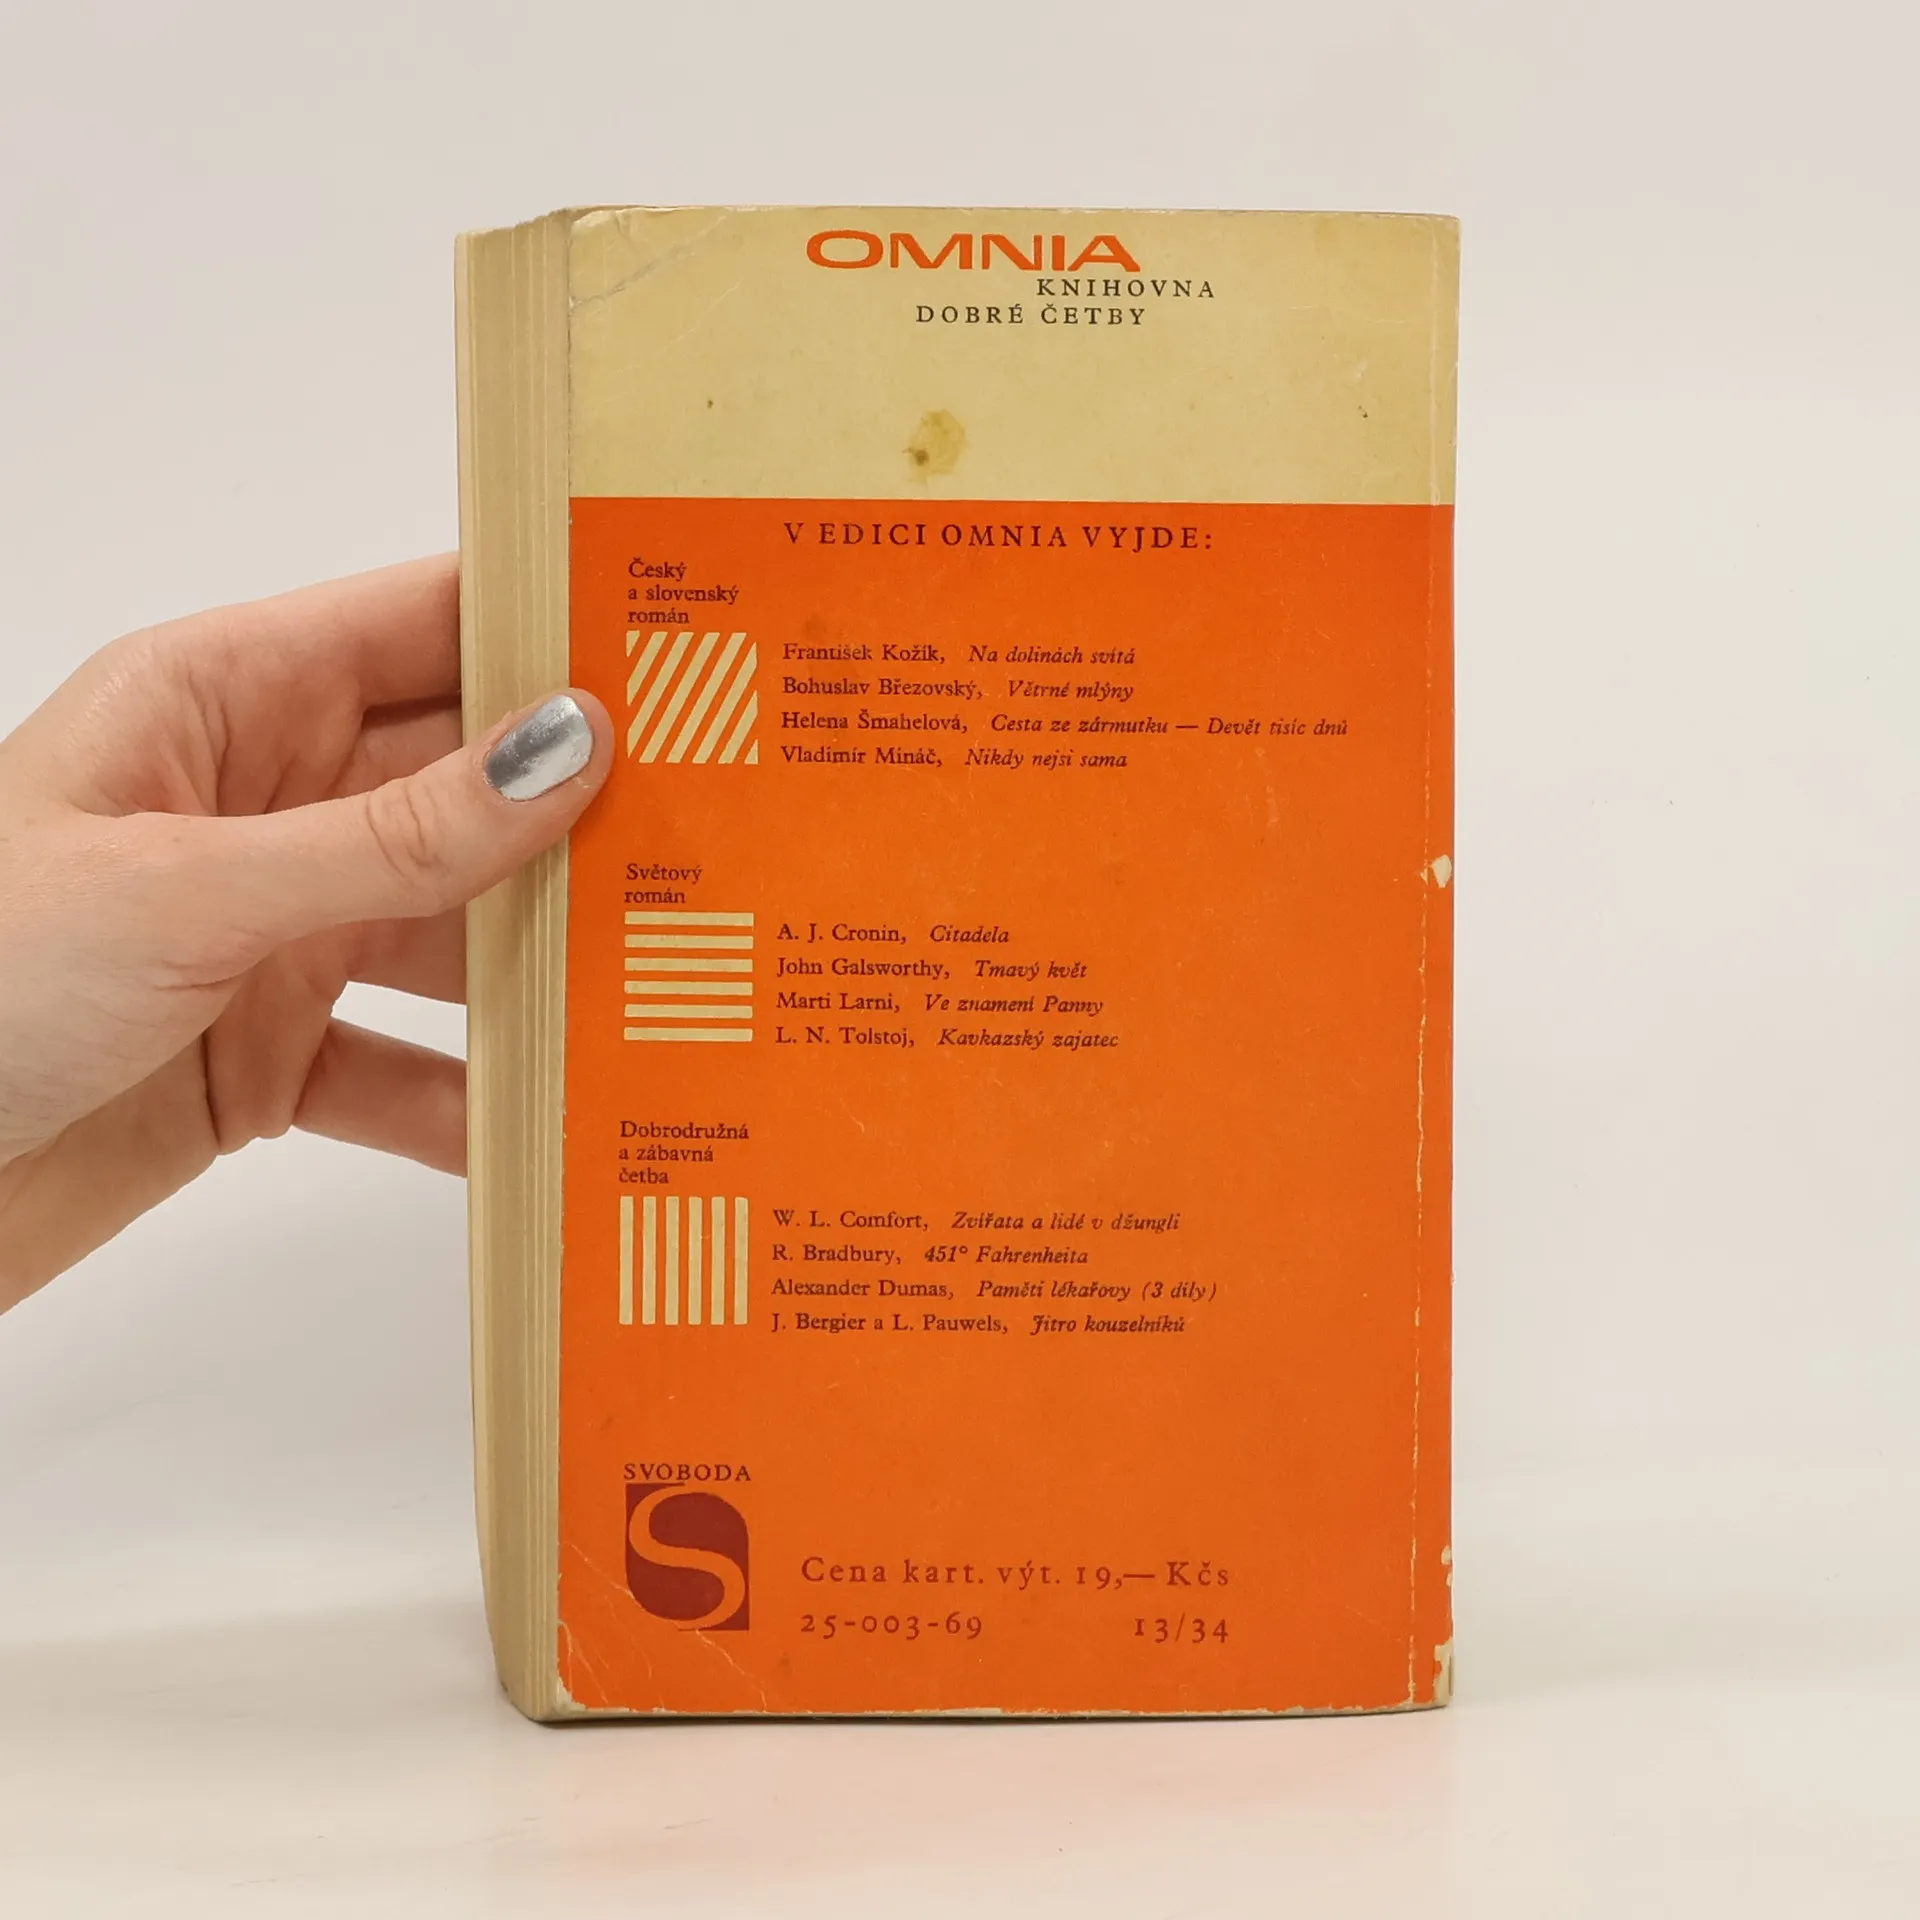 OMNIA
KNIHOVNA
DOBRÉ ČETBY
V EDICI OMNIA VYJDE:
Český
a slovenský
román
František Kožík, Na dolinách svítá
Bohuslav Březovský, Větrné mlýny
Helena Šmahelová, Cesta ze zármutku — Devět tisíc dnů
Vladimír Mináč, Nikdy nejsi sama
Světový
román
A. J. Cronin, Citadela
John Galsworthy, Tmavý květ
Marti Larni, Ve znamení Panny
L. N. Tolstoj, Kavkazský zajatec
Dobrodružná
a zábavná
četba
W. L. Comfort, Zvířata a lidé v džungli
R. Bradbury, 451° Fahrenheita
Alexander Dumas, Paměti lékařovy (3 díly)
J. Bergier a L. Pauwels, Jitro kouzelníků
SVOBODA
S
Cena kart. výt. 19,— Kčs
25-003-69 13/34